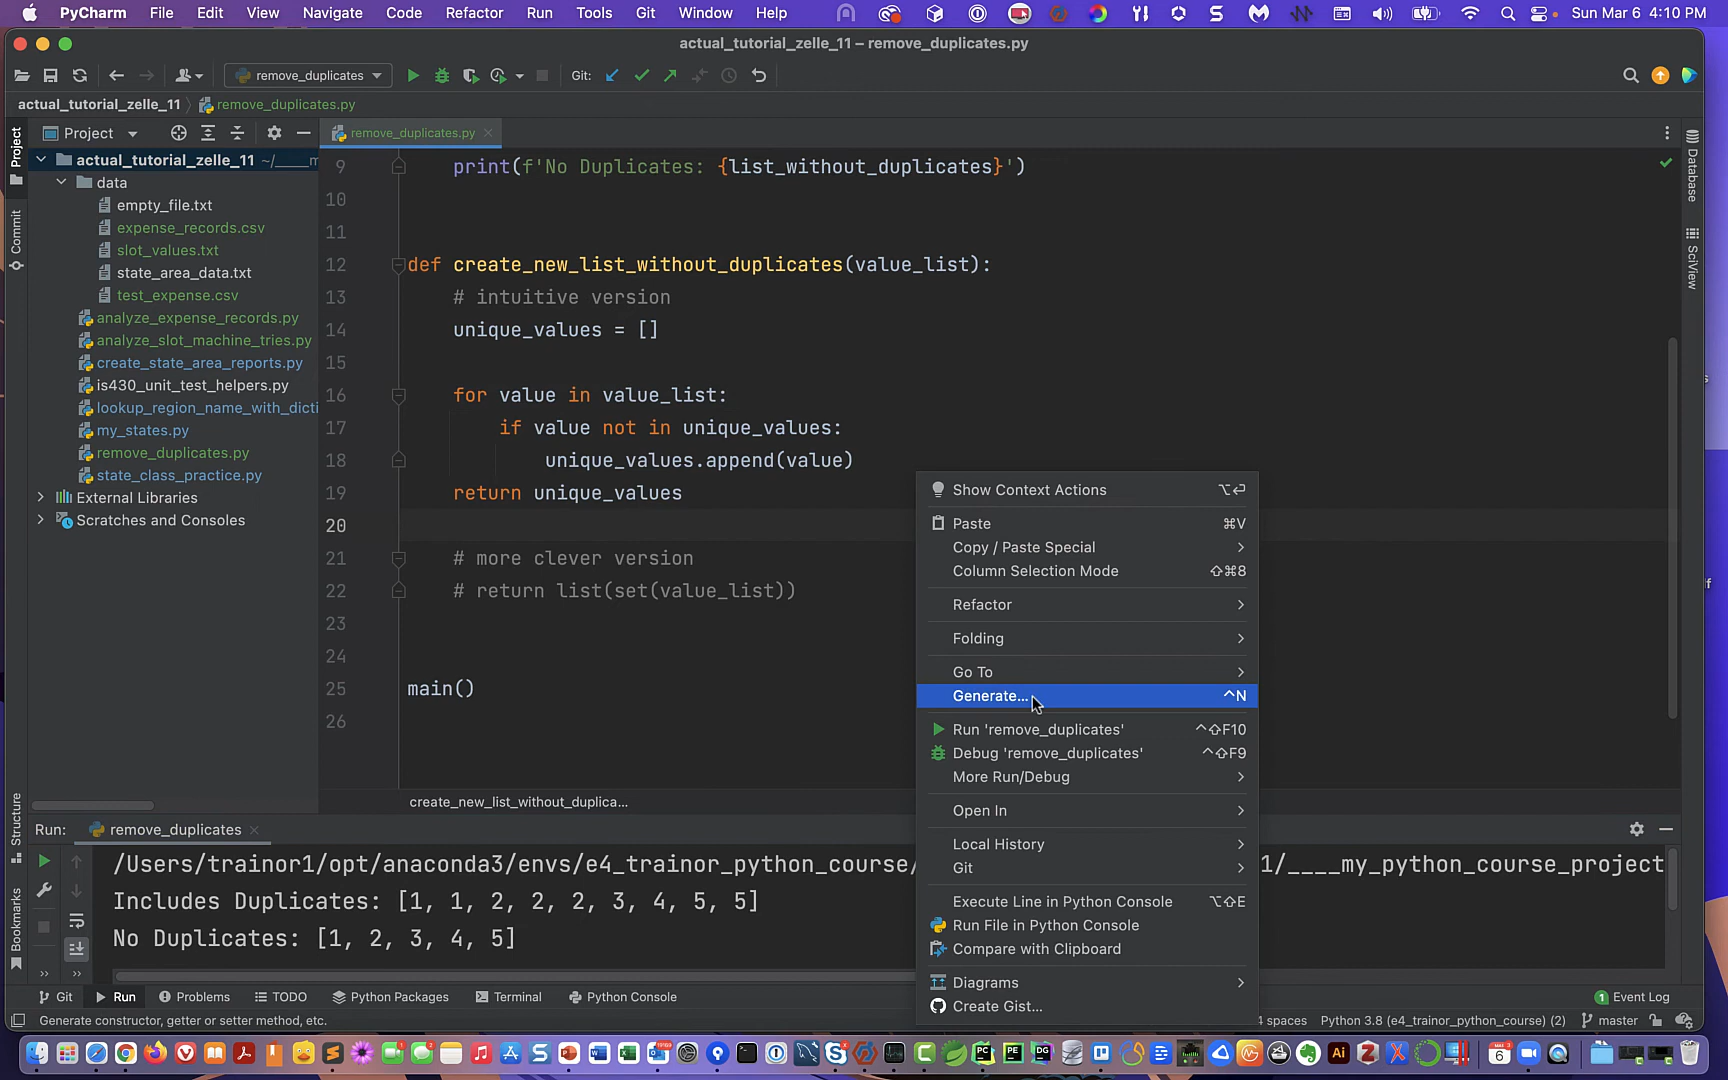 PyCharm File Edit View Navigate Code Refactor Run Tools Git Window Help Sun Mar 6 4:10 PM
actual_tutorial_zelle_11 – remove_duplicates.py
remove_duplicates Git:
actual_tutorial_zelle_11 remove_duplicates.py
Project
Project
remove_duplicates.py
actual_tutorial_zelle_11 ~/____m
data
empty_file.txt
expense_records.csv
slot_values.txt
state_area_data.txt
test_expense.csv
analyze_expense_records.py
analyze_slot_machine_tries.py
create_state_area_reports.py
is430_unit_test_helpers.py
lookup_region_name_with_dicti
my_states.py
remove_duplicates.py
state_class_practice.py
External Libraries
Scratches and Consoles
Commit
Structure
Bookmarks
Database
SciView
9 print(f'No Duplicates: {list_without_duplicates}')
10
11
12 def create_new_list_without_duplicates(value_list):
13 # intuitive version
14 unique_values = []
15
16 for value in value_list:
17 if value not in unique_values:
18 unique_values.append(value)
19 return unique_values
20
21 # more clever version
22 # return list(set(value_list))
23
24
25 main()
26
create_new_list_without_duplica...
Show Context Actions ⌥⏎
Paste ⌘V
Copy / Paste Special
Column Selection Mode ⇧⌘8
Refactor
Folding
Go To
Generate... ^N
Run 'remove_duplicates' ^⇧F10
Debug 'remove_duplicates' ^⇧F9
More Run/Debug
Open In
Local History
Git
Execute Line in Python Console ⌥⇧E
Run File in Python Console
Compare with Clipboard
Diagrams
Create Gist...
Run: remove_duplicates
/Users/trainor1/opt/anaconda3/envs/e4_trainor_python_course/ 1/____my_python_course_project
Includes Duplicates: [1, 1, 2, 2, 2, 3, 4, 5, 5]
No Duplicates: [1, 2, 3, 4, 5]
Git Run Problems TODO Python Packages Terminal Python Console 1 Event Log
Generate constructor, getter or setter method, etc. 4 spaces Python 3.8 (e4_trainor_python_course) (2) master